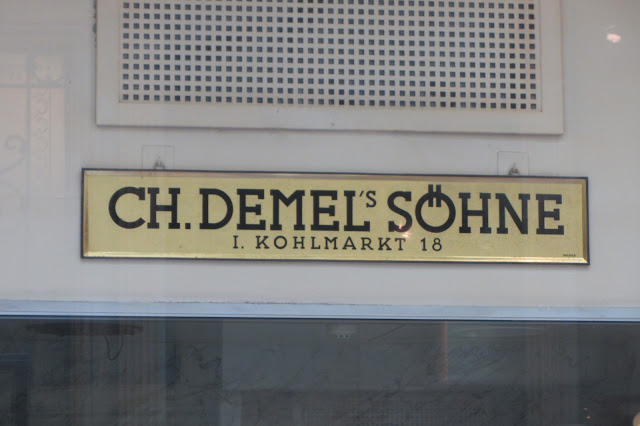 CH. DEMEL'S SÖHNE
I. KOHLMARKT 18